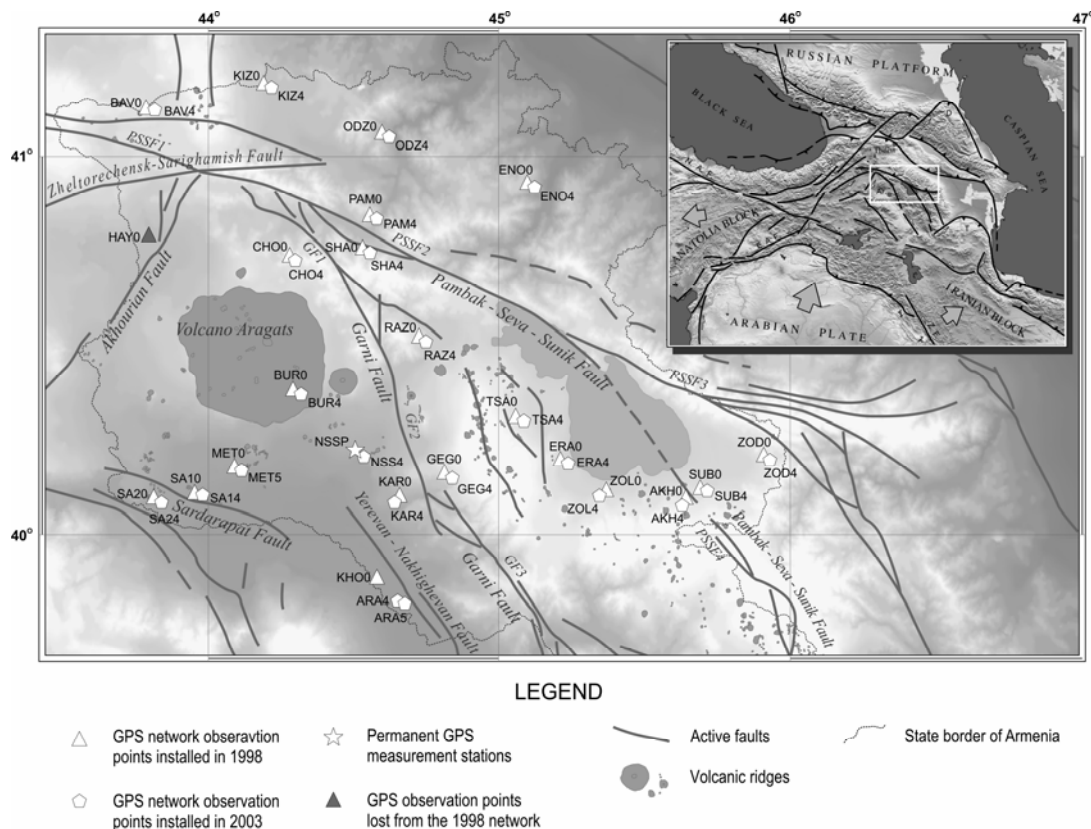 44°
45°
46°
47°
41°
40°
KIZ0
KIZ4
BAV0
BAV4
ODZ0
ODZ4
PSSF1
Zheltorechensk-Sarighamish Fault
ENO0
ENO4
PAM0
PAM4
HAY0
PSSF2
CHO0
CHO4
GF1
SHA0
SHA4
Akhourian Fault
Pambak - Seva - Sunik Fault
Volcano Aragats
RAZ0
RAZ4
Garni Fault
BUR0
BUR4
PSSF3
TSA0
TSA4
GF2
NSSP
NSS4
MET0
MET5
GEG0
GEG4
ERA0
ERA4
ZOD0
ZOD4
KAR0
KAR4
SA10
SA14
SA20
SA24
ZOL0
ZOL4
AKH0
AKH4
SUB0
SUB4
Sardarapat Fault
Yerevan - Nakhighevan Fault
PSSF4
Pambak - Seva - Sunik Fault
KHO0
GF3
Garni Fault
ARA4
ARA5
RUSSIAN PLATFORM
BLACK SEA
CASPIAN SEA
ANATOLIA BLOCK
ARABIAN PLATE
IRANIAN BLOCK
LEGEND
GPS network obseravtion
points installed in 1998
Permanent GPS
measurement stations
Active faults
State border of Armenia
Volcanic ridges
GPS network observation
points installed in 2003
GPS observation points
lost from the 1998 network